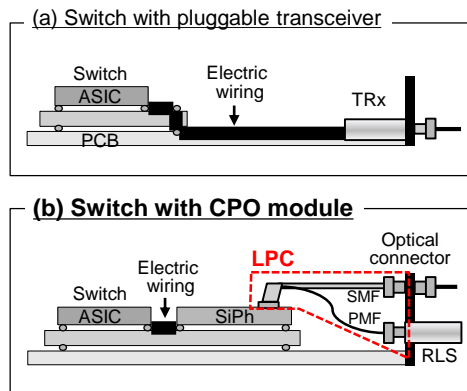 (a) Switch with pluggable transceiver
Switch
ASIC
Electric
wiring
TRx
PCB
(b) Switch with CPO module
LPC
Optical
connector
Electric
wiring
Switch
ASIC
SiPh
SMF
PMF
RLS